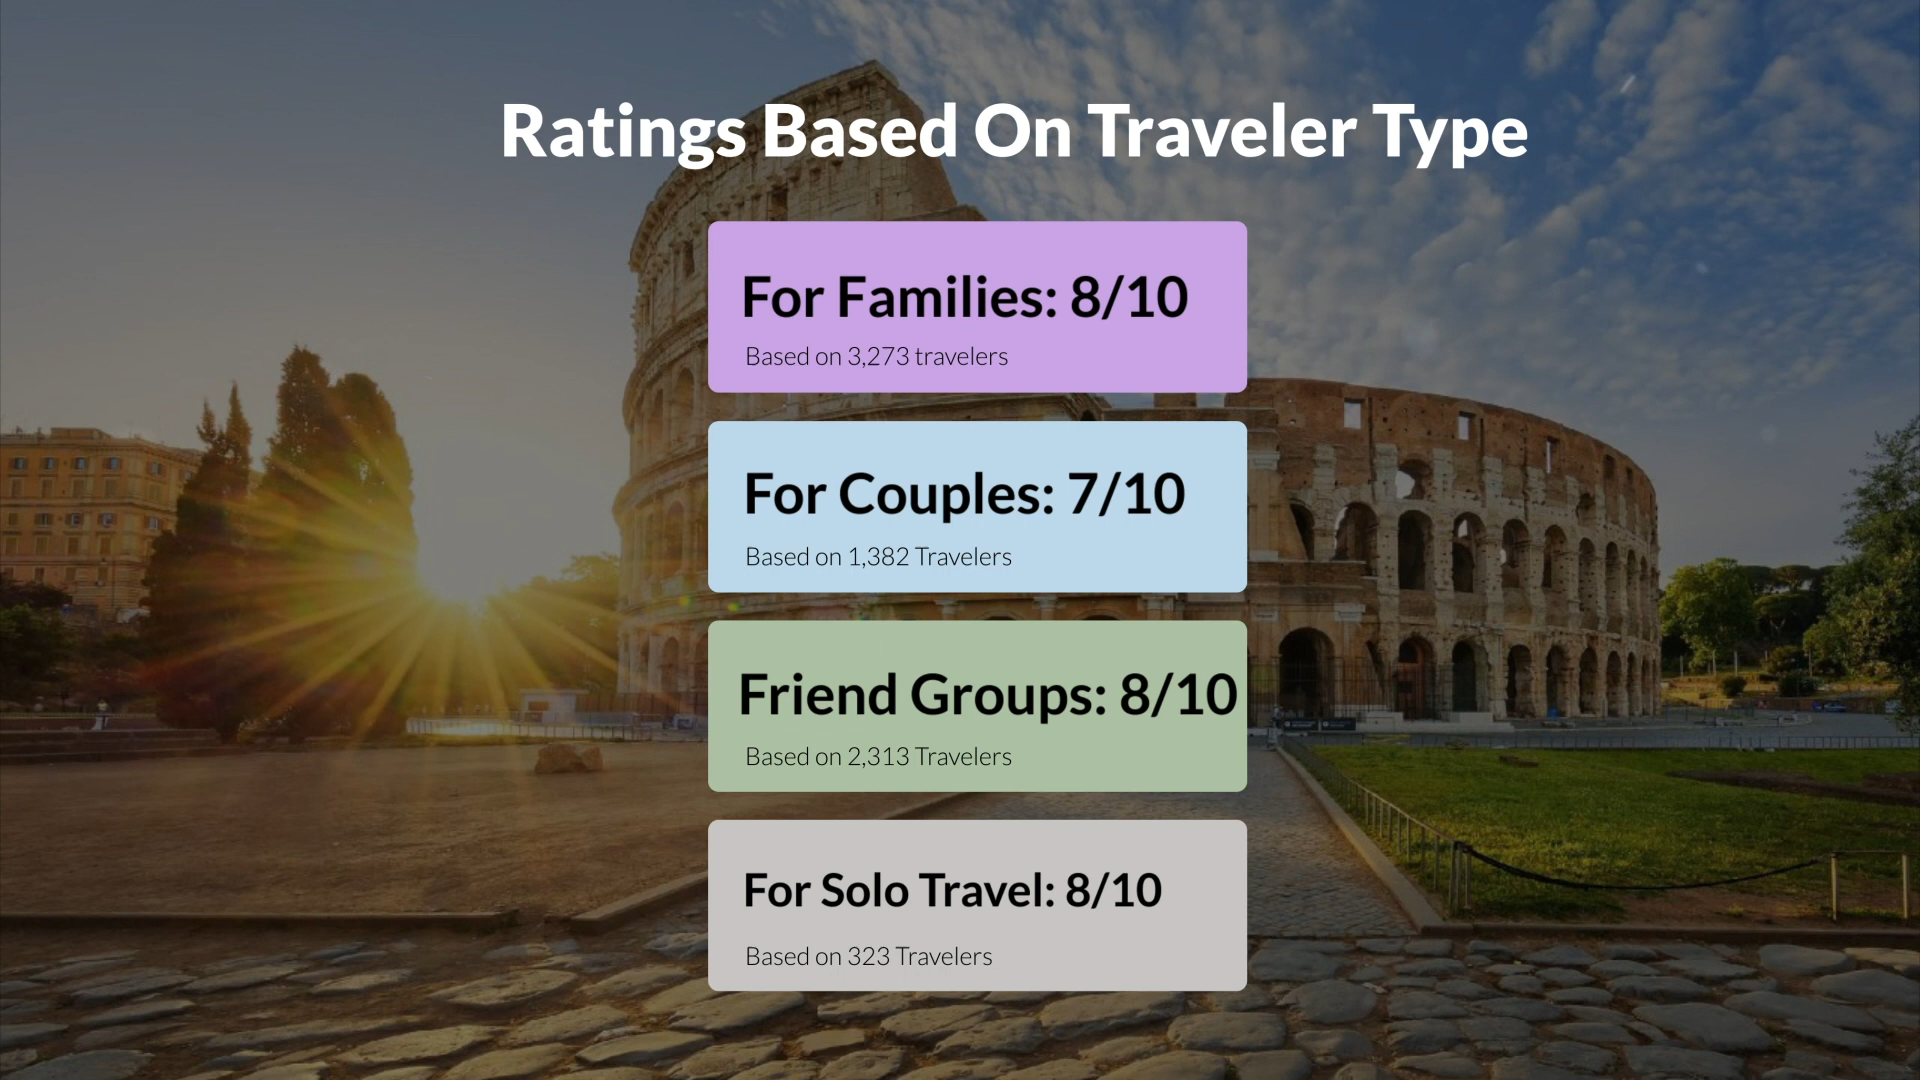 Ratings Based On Traveler Type
For Families: 8/10
Based on 3,273 travelers
For Couples: 7/10
Based on 1,382 Travelers
Friend Groups: 8/10
Based on 2,313 Travelers
For Solo Travel: 8/10
Based on 323 Travelers